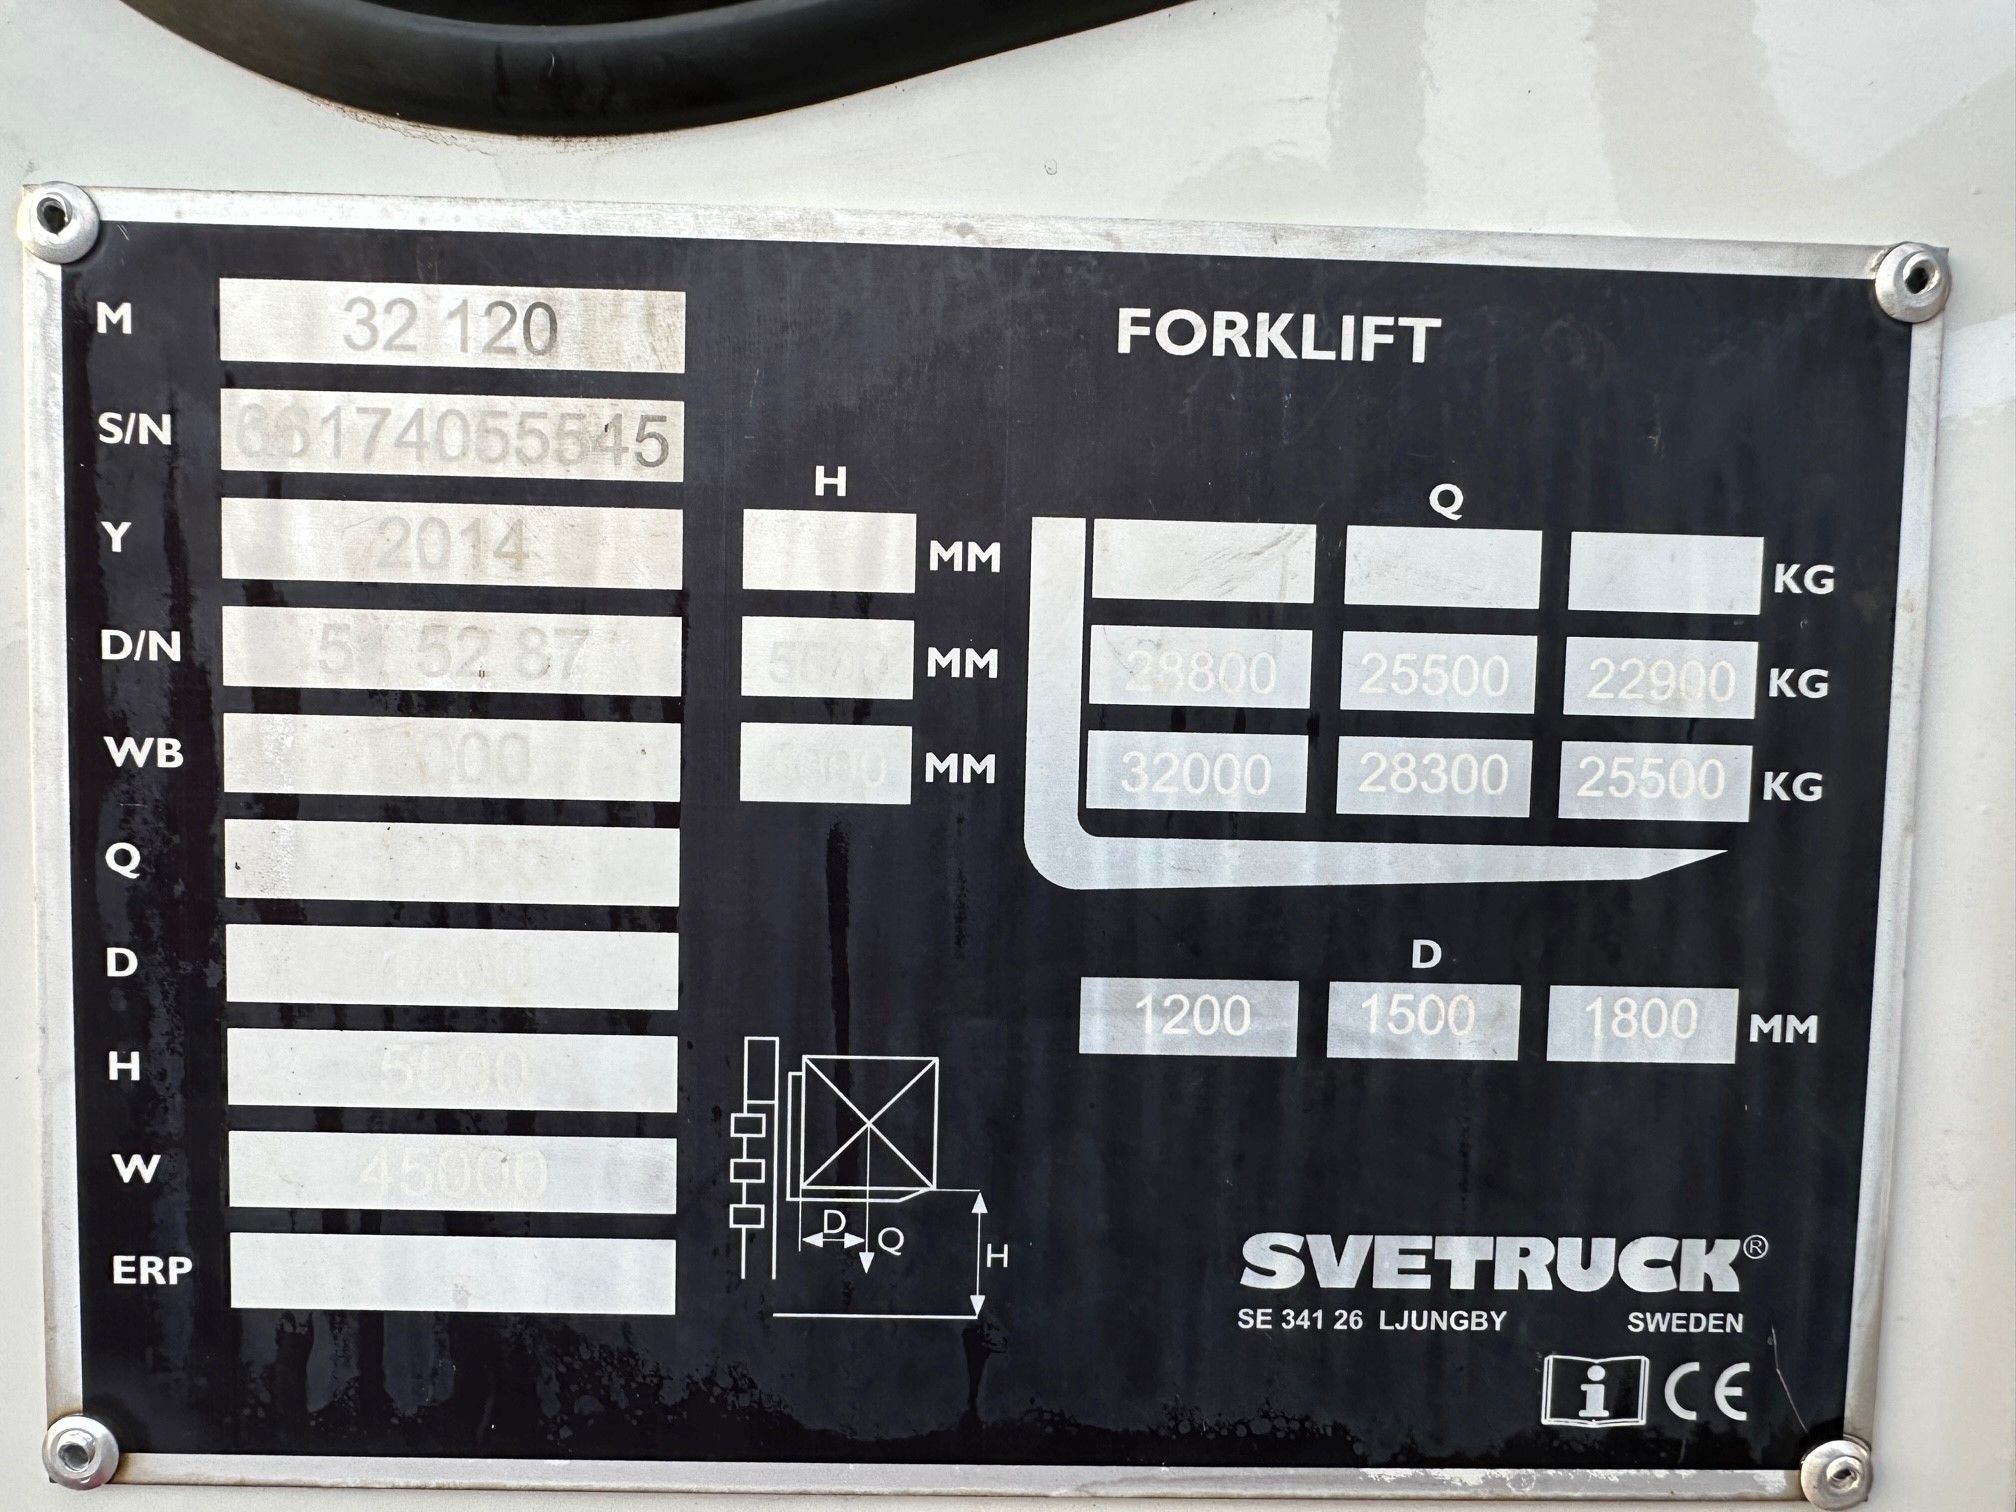 FORKLIFT
M 32 120
S/N
Y 2014
D/N
WB
Q
D
H
W 45000
ERP
H
MM
MM
MM
Q
KG
28800 25500 22900 KG
32000 28300 25500 KG
D
1200 1500 1800 MM
D Q H
SVETRUCK®
SE 341 26 LJUNGBY SWEDEN
i CE